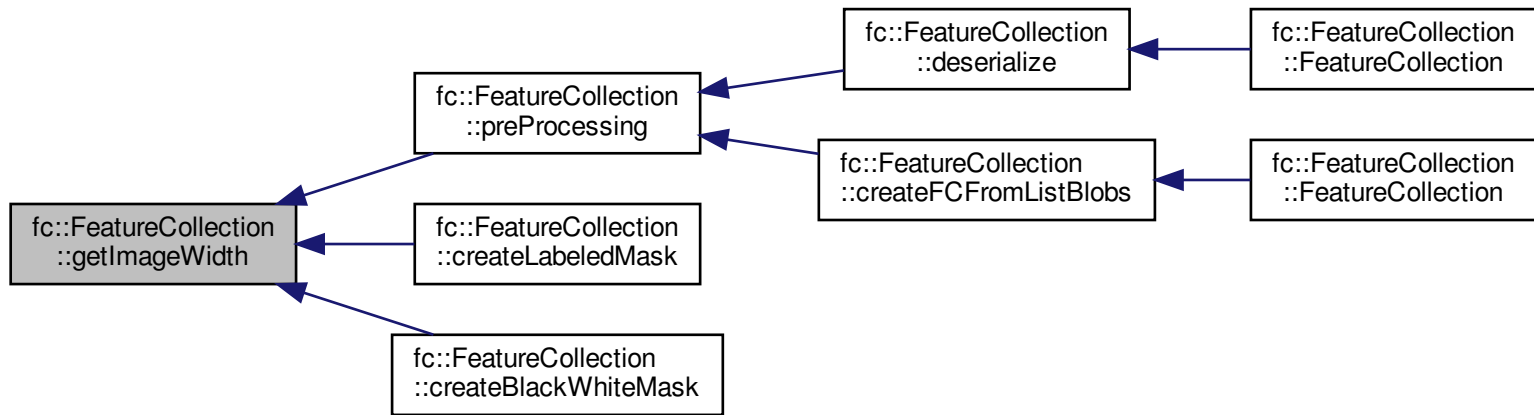 fc::FeatureCollection
::getImageWidth
fc::FeatureCollection
::preProcessing
fc::FeatureCollection
::createLabeledMask
fc::FeatureCollection
::createBlackWhiteMask
fc::FeatureCollection
::deserialize
fc::FeatureCollection
::createFCFromListBlobs
fc::FeatureCollection
::FeatureCollection
fc::FeatureCollection
::FeatureCollection